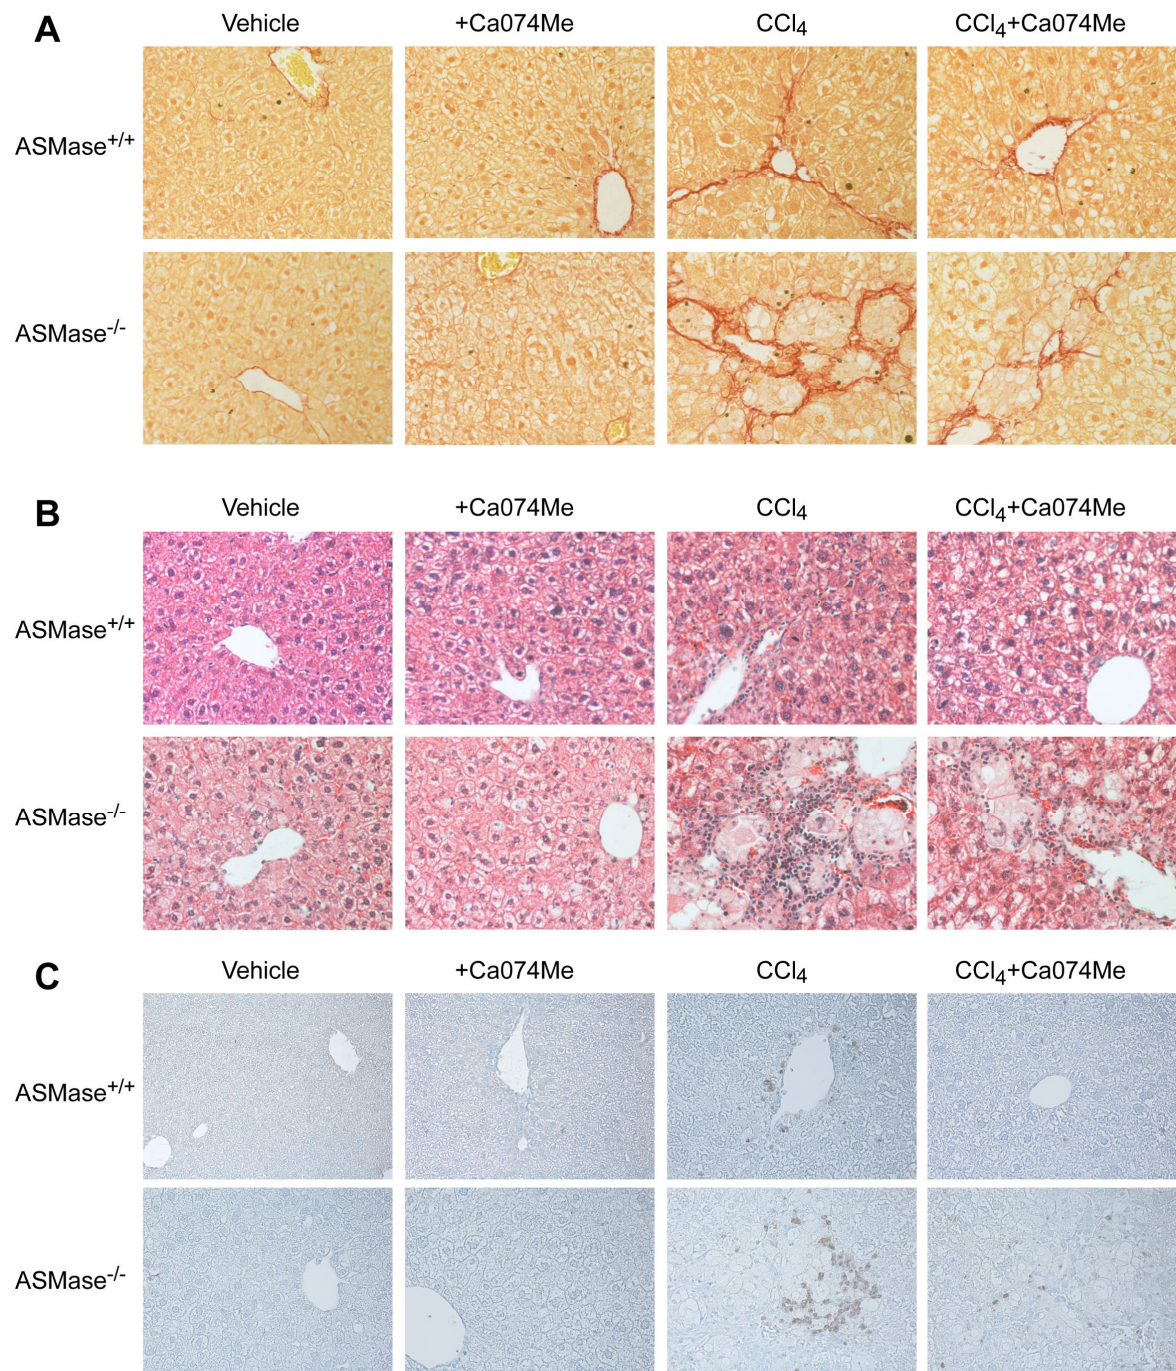 A
Vehicle +Ca074Me CCl₄ CCl₄+Ca074Me
ASMase⁺/⁺
ASMase⁻/⁻
B
Vehicle +Ca074Me CCl₄ CCl₄+Ca074Me
ASMase⁺/⁺
ASMase⁻/⁻
C
Vehicle +Ca074Me CCl₄ CCl₄+Ca074Me
ASMase⁺/⁺
ASMase⁻/⁻